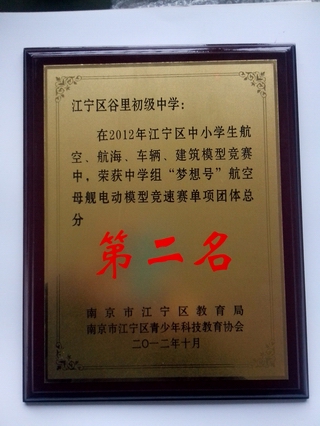 江宁区谷里初级中学：
在2012年江宁区中小学生航
空、航海、车辆、建筑模型竞赛
中，荣获中学组“梦想号”航空
母舰电动模型竞速赛单项团体总
分
第二名
南京市江宁区教育局
南京市江宁区青少年科技教育协会
二〇一二年十月